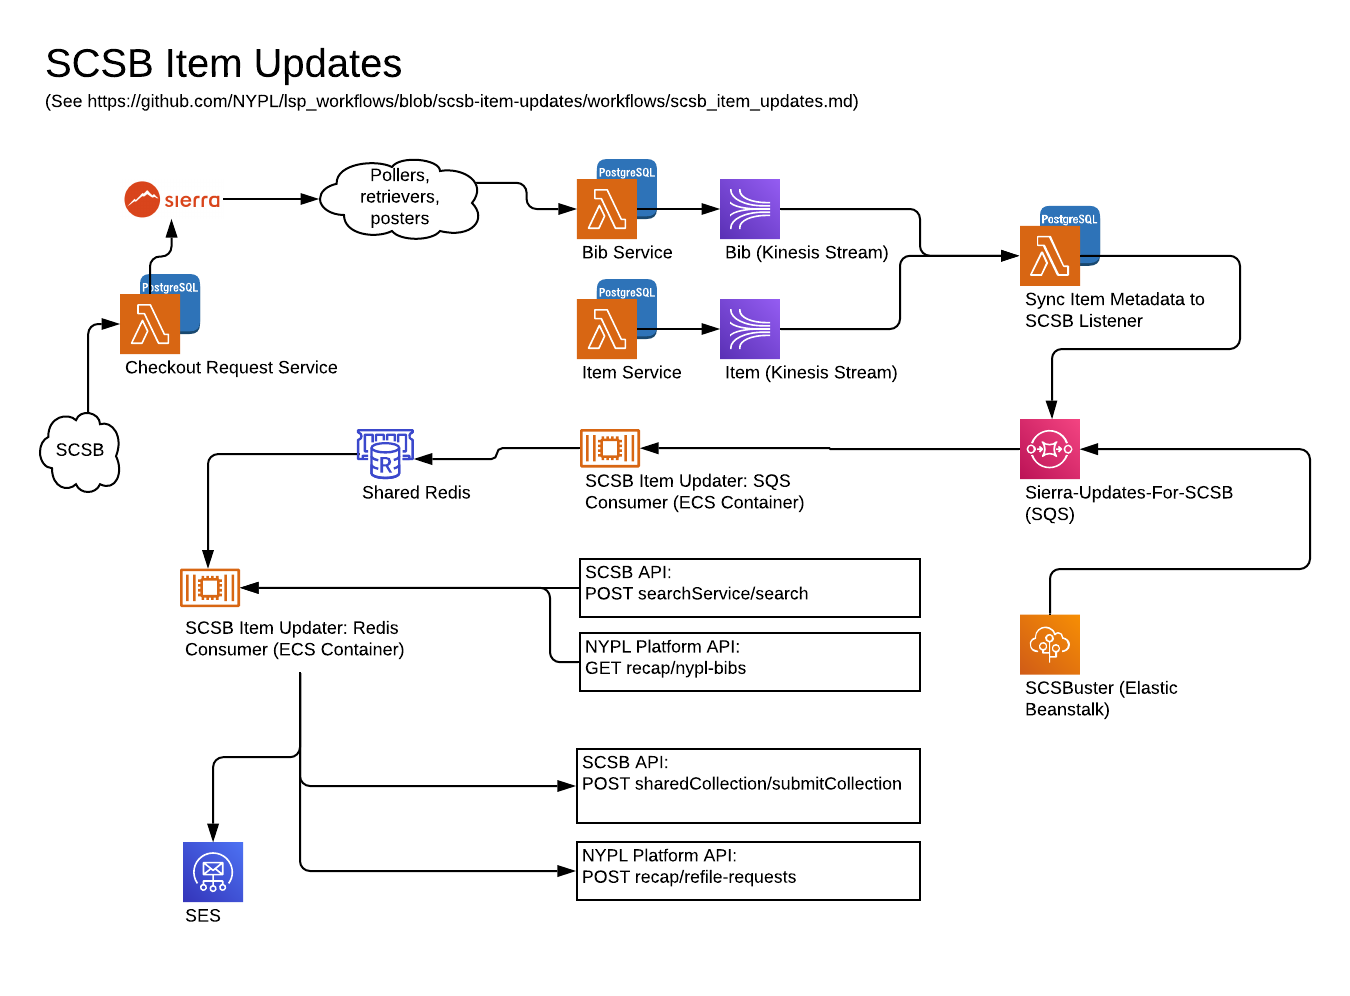 SCSB Item Updates
(See https://github.com/NYPL/lsp_workflows/blob/scsb-item-updates/workflows/scsb_item_updates.md)
Pollers,
retrievers,
posters
sierra
PostgreSQL
Bib Service
Bib (Kinesis Stream)
PostgreSQL
Sync Item Metadata to
SCSB Listener
PostgreSQL
Checkout Request Service
PostgreSQL
Item Service
Item (Kinesis Stream)
SCSB
R
Shared Redis
SCSB Item Updater: SQS
Consumer (ECS Container)
Sierra-Updates-For-SCSB
(SQS)
SCSB Item Updater: Redis
Consumer (ECS Container)
SCSB API:
POST searchService/search
NYPL Platform API:
GET recap/nypl-bibs
SCSBuster (Elastic
Beanstalk)
SCSB API:
POST sharedCollection/submitCollection
NYPL Platform API:
POST recap/refile-requests
SES